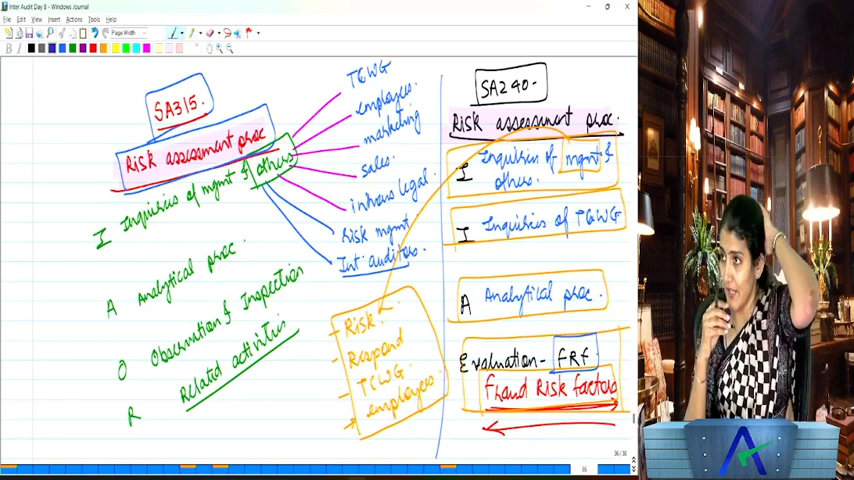 Inter Audit Day 8 - Windows Journal
File Edit View Insert Actions Tools Help
Page Width
SA315.
Risk assessment proc
I Inquiries of mgmt & others
A Analytical proc.
O Observation & Inspection
R Related activities
TCWG
employees.
marketing
sales.
inhouse legal.
Risk mgmt
Int auditors.
Risk.
Respond
TCWG
employees.
SA240.
Risk assessment proc.
I Inquiries of mgmt &
others.
I Inquiries of TCWG
A Analytical proc.
Evaluation - FRF
Fraud Risk factors
36/36
36